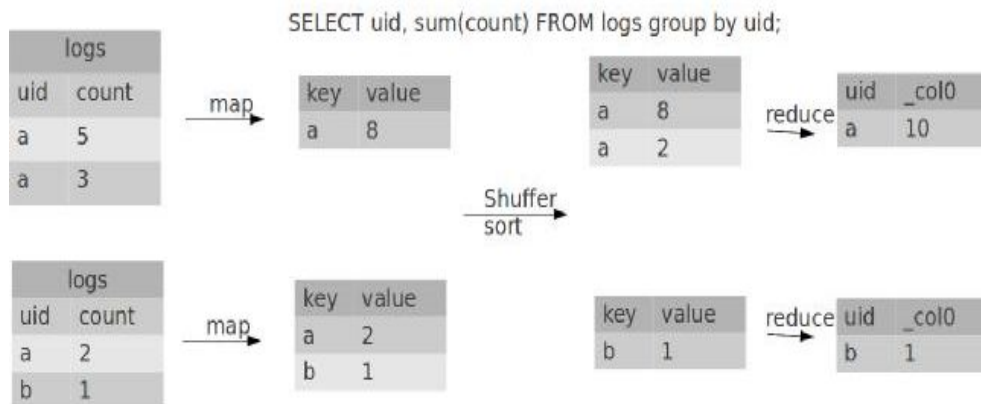 SELECT uid, sum(count) FROM logs group by uid;
logs
uid count
a 5
a 3
map
key value
a 8
key value
a 8
a 2
reduce
uid _col0
a 10
Shuffer
sort
logs
uid count
a 2
b 1
map
key value
a 2
b 1
key value
b 1
reduce
uid _col0
b 1